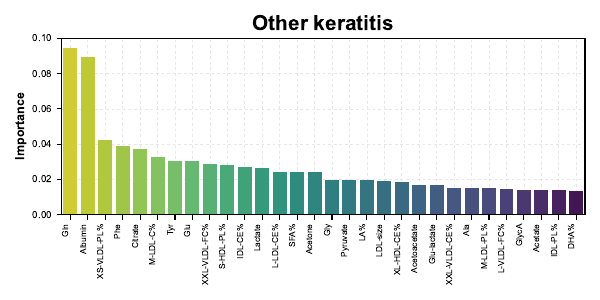 Other keratitis
Importance
0.10
0.08
0.06
0.04
0.02
0.00
Gln
Albumin
XS-VLDL-PL%
Phe
Citrate
M-LDL-C%
Tyr
Glu
XXL-VLDL-FC%
S-HDL-PL%
IDL-CE%
Lactate
L-LDL-CE%
SFA%
Acetone
Gly
Pyruvate
LA%
LDL-size
XL-HDL-CE%
Acetoacetate
Glu-lactate
XXL-VLDL-CE%
Ala
M-LDL-PL%
L-VLDL-FC%
GlycA
Acetate
IDL-PL%
DHA%